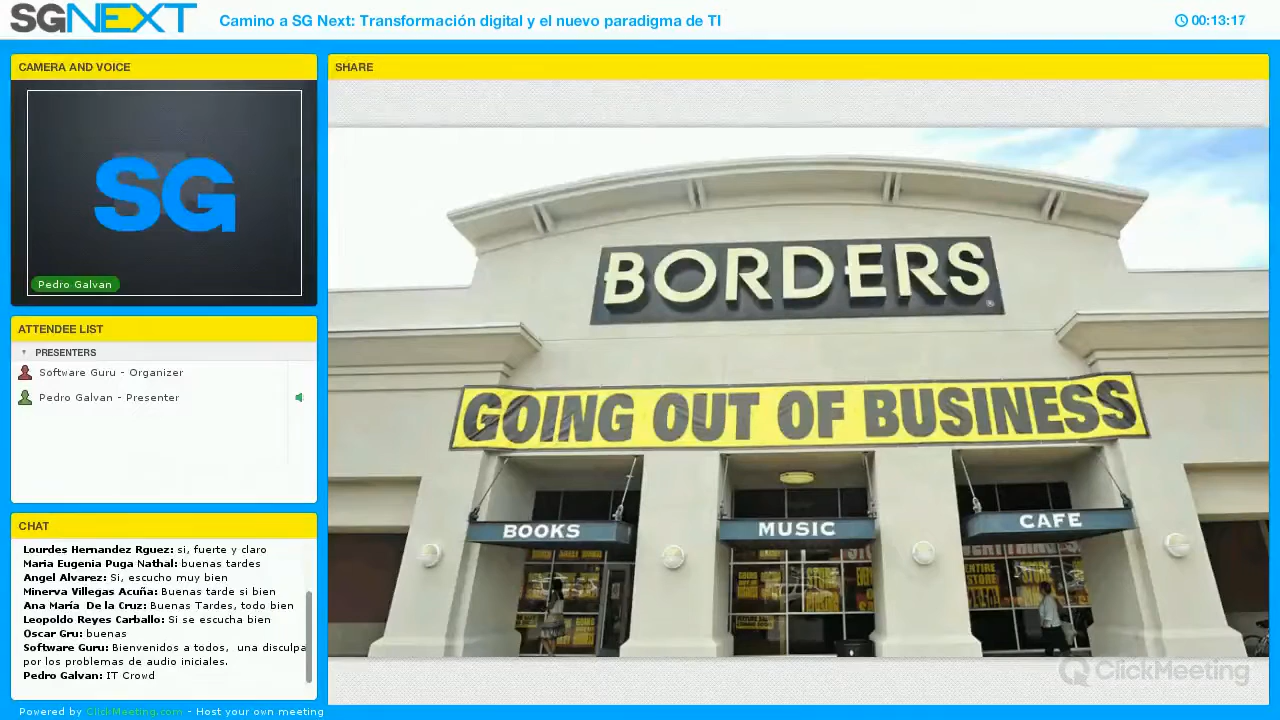 SGNEXT
Camino a SG Next: Transformación digital y el nuevo paradigma de TI
00:13:17
CAMERA AND VOICE
SG
Pedro Galvan
ATTENDEE LIST
PRESENTERS
Software Guru - Organizer
Pedro Galvan - Presenter
CHAT
Lourdes Hernandez Rguez: si, fuerte y claro
Maria Eugenia Puga Nathal: buenas tardes
Angel Alvarez: Si, escucho muy bien
Minerva Villegas Acuña: Buenas tarde si bien
Ana María De la Cruz: Buenas Tardes, todo bien
Leopoldo Reyes Carballo: Si se escucha bien
Oscar Gru: buenas
Software Guru: Bienvenidos a todos, una disculpa
por los problemas de audio iniciales.
Pedro Galvan: IT Crowd
Powered by ClickMeeting.com - Host your own meeting
SHARE
BORDERS
GOING OUT OF BUSINESS
BOOKS
MUSIC
CAFE
ENTIRE
STORE
ClickMeeting